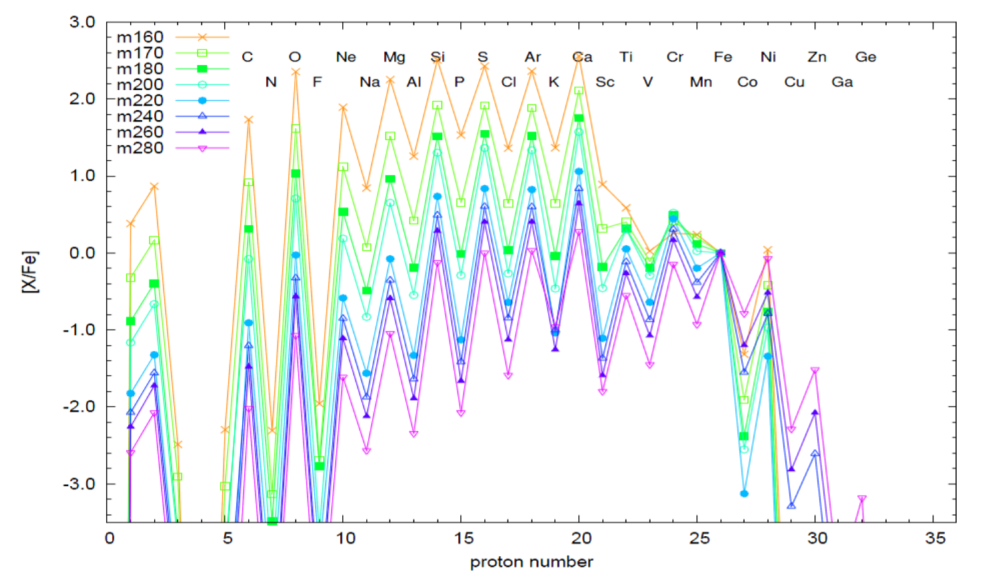 3.0
2.0
1.0
0.0
-1.0
-2.0
-3.0
[X/Fe]
m160
m170
m180
m200
m220
m240
m260
m280
C O Ne Mg Si S Ar Ca Ti Cr Fe Ni Zn Ge
N F Na Al P Cl K Sc V Mn Co Cu Ga
0 5 10 15 20 25 30 35
proton number